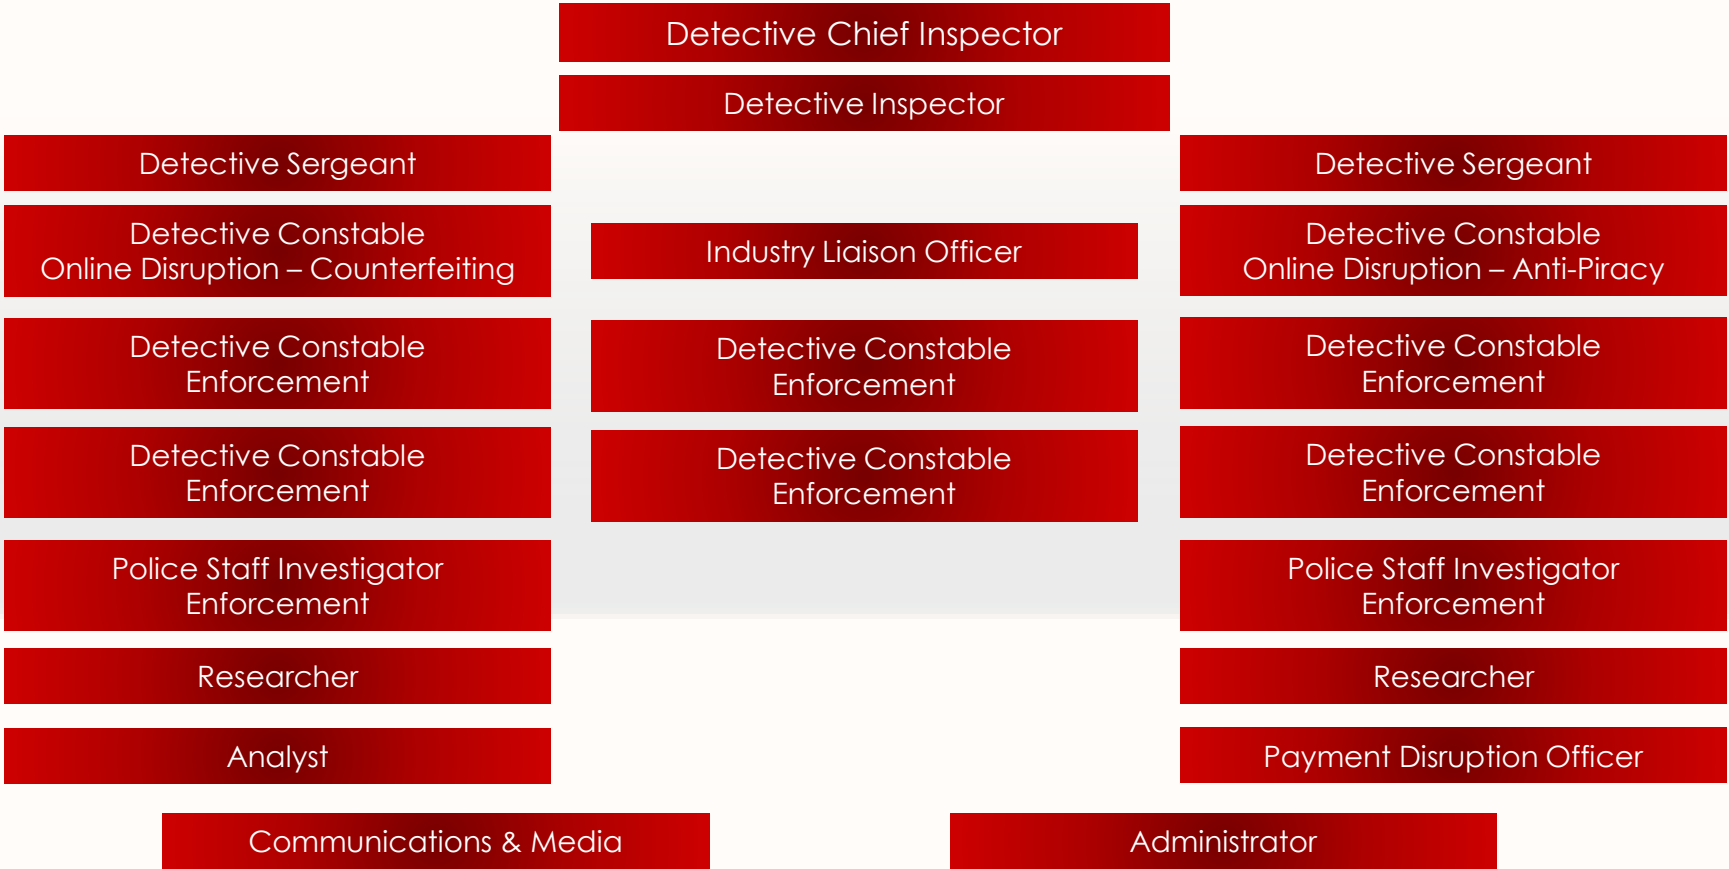 Detective Chief Inspector
Detective Inspector
Detective Sergeant
Detective Constable
Online Disruption – Counterfeiting
Detective Constable
Enforcement
Detective Constable
Enforcement
Police Staff Investigator
Enforcement
Researcher
Analyst
Industry Liaison Officer
Detective Constable
Enforcement
Detective Constable
Enforcement
Detective Sergeant
Detective Constable
Online Disruption – Anti-Piracy
Detective Constable
Enforcement
Detective Constable
Enforcement
Police Staff Investigator
Enforcement
Researcher
Payment Disruption Officer
Communications & Media
Administrator